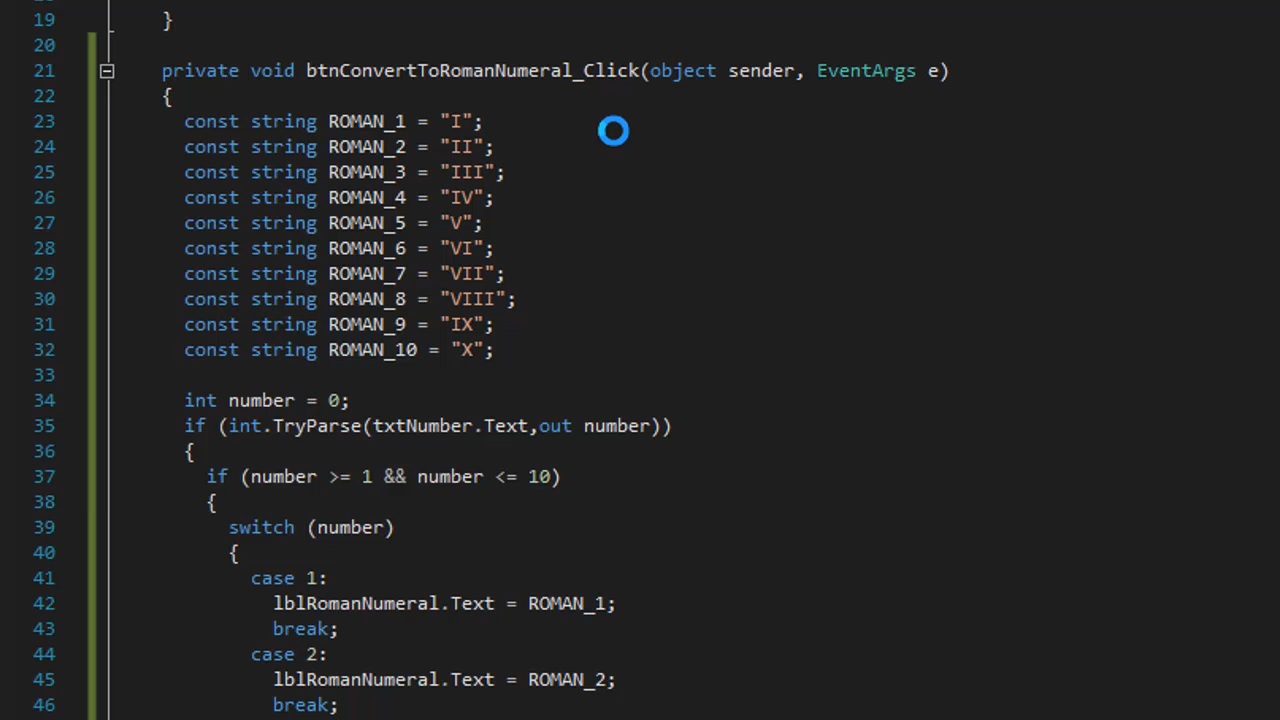 19 }
20
21 private void btnConvertToRomanNumeral_Click(object sender, EventArgs e)
22 {
23 const string ROMAN_1 = "I";
24 const string ROMAN_2 = "II";
25 const string ROMAN_3 = "III";
26 const string ROMAN_4 = "IV";
27 const string ROMAN_5 = "V";
28 const string ROMAN_6 = "VI";
29 const string ROMAN_7 = "VII";
30 const string ROMAN_8 = "VIII";
31 const string ROMAN_9 = "IX";
32 const string ROMAN_10 = "X";
33
34 int number = 0;
35 if (int.TryParse(txtNumber.Text,out number))
36 {
37 if (number >= 1 && number <= 10)
38 {
39 switch (number)
40 {
41 case 1:
42 lblRomanNumeral.Text = ROMAN_1;
43 break;
44 case 2:
45 lblRomanNumeral.Text = ROMAN_2;
46 break;